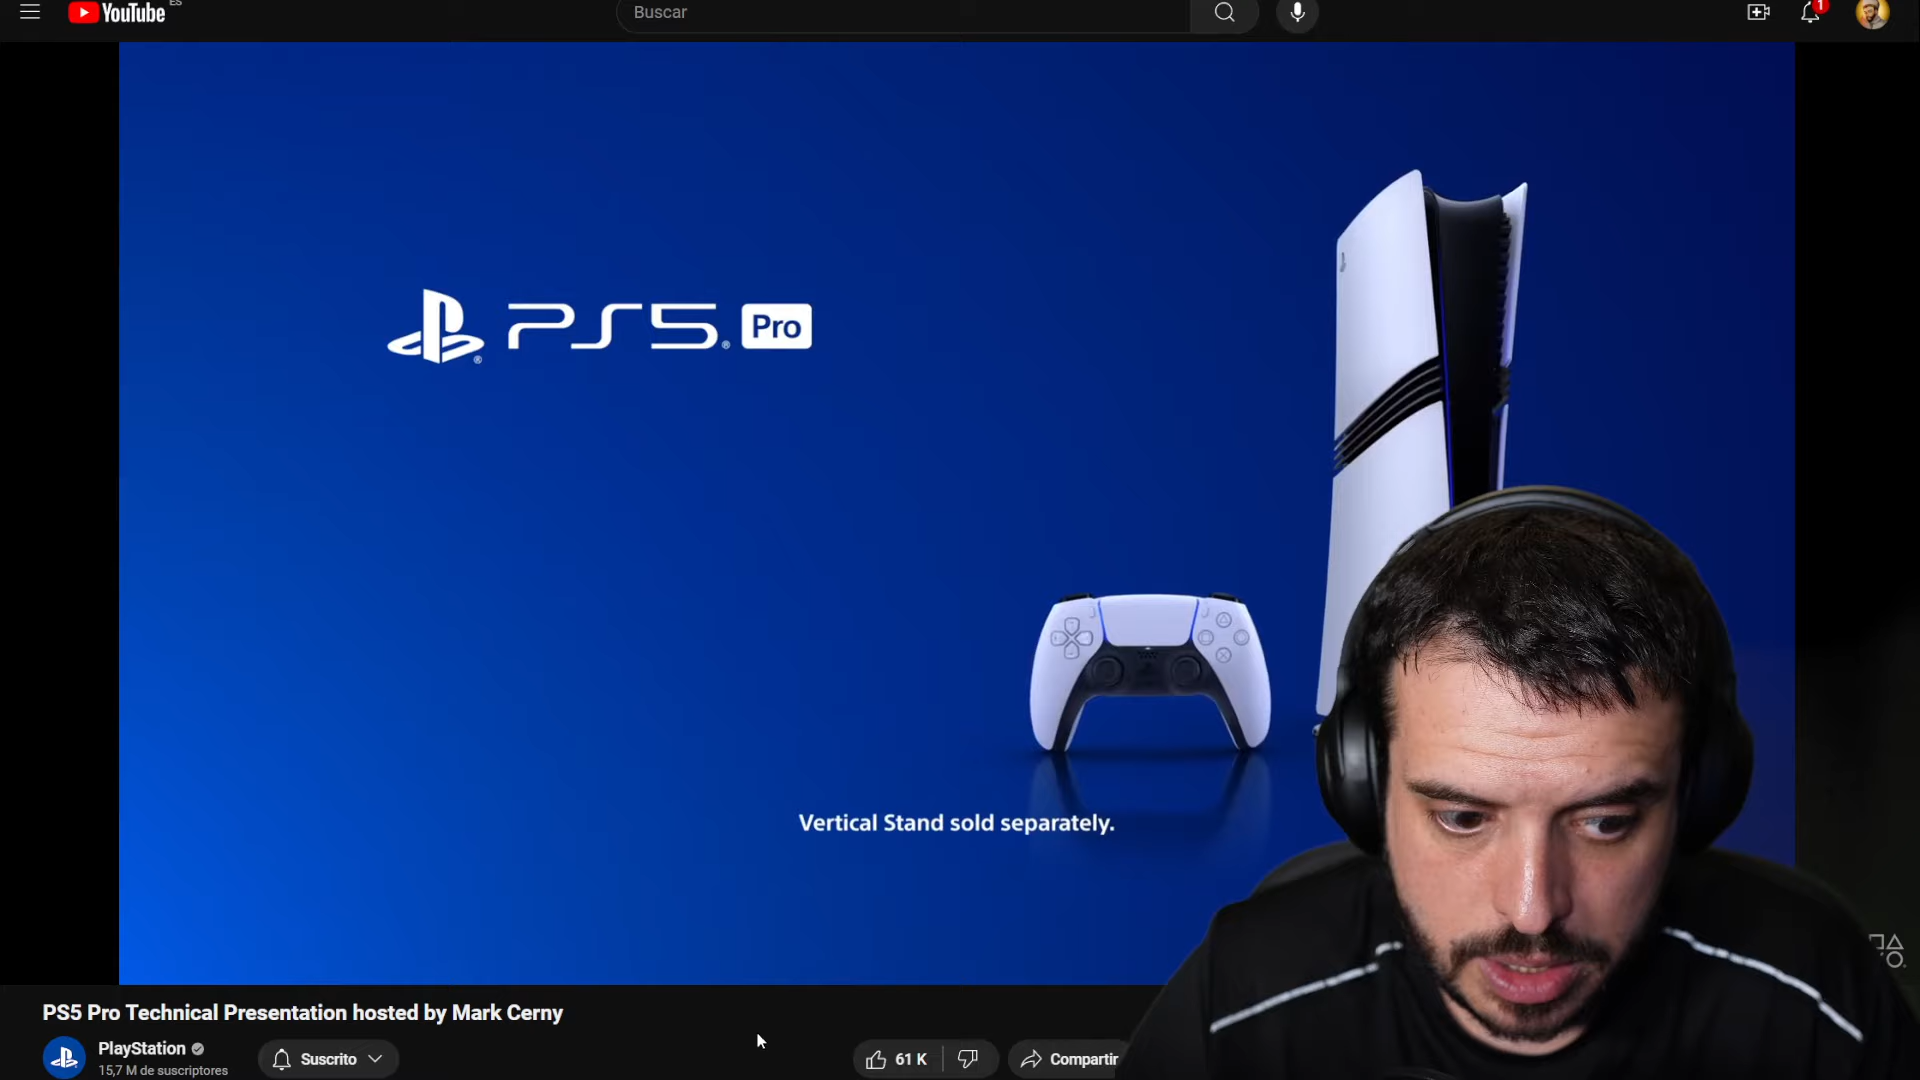 YouTube ES
Buscar
1
PS5 Pro
Vertical Stand sold separately.
PS5 Pro Technical Presentation hosted by Mark Cerny
PlayStation
15,7 M de suscriptores
Suscrito
61 K
Compartir